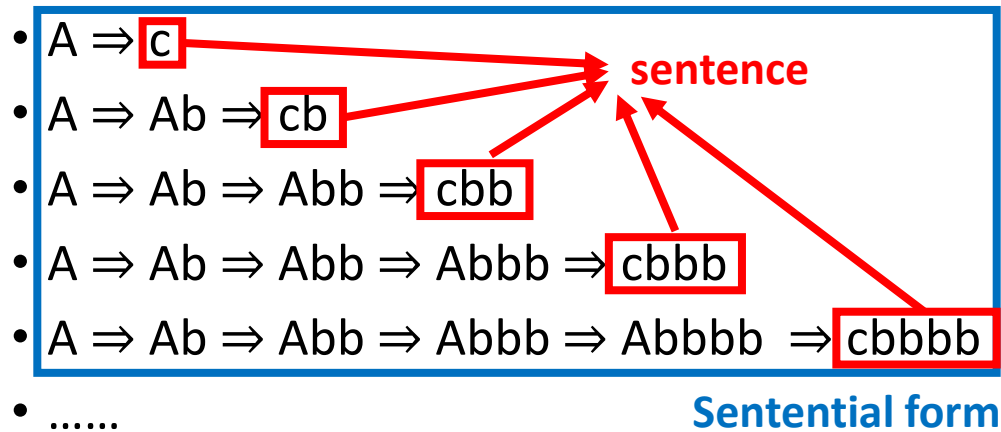 • A ⇒ c
sentence
• A ⇒ Ab ⇒ cb
• A ⇒ Ab ⇒ Abb ⇒ cbb
• A ⇒ Ab ⇒ Abb ⇒ Abbb ⇒ cbbb
• A ⇒ Ab ⇒ Abb ⇒ Abbb ⇒ Abbbb ⇒ cbbbb
• ......
Sentential form